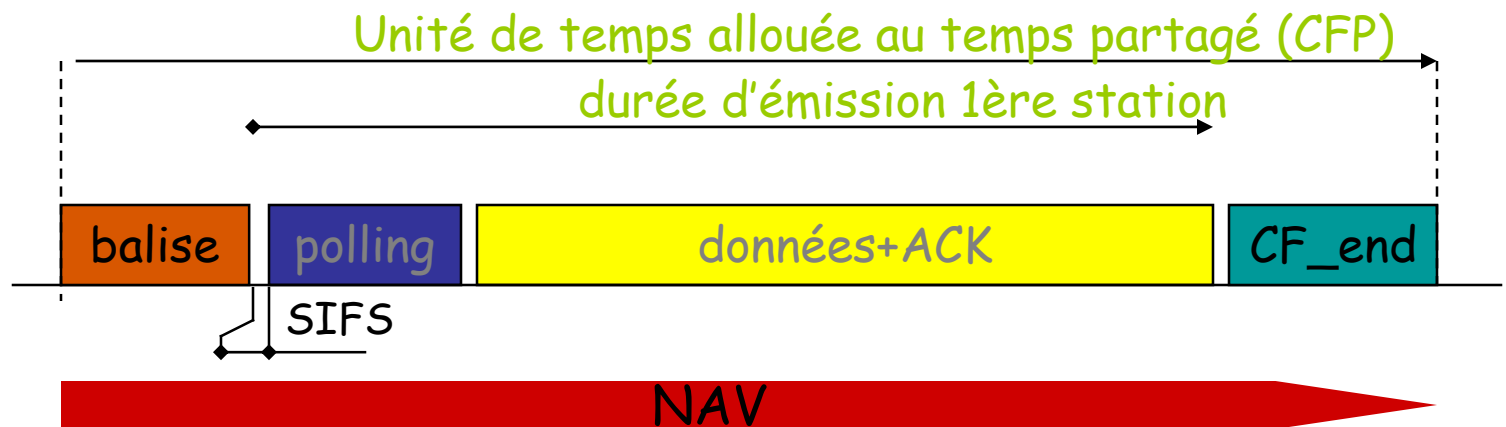 Unité de temps allouée au temps partagé (CFP)
durée d’émission 1ère station
balise polling données+ACK CF_end
SIFS
NAV